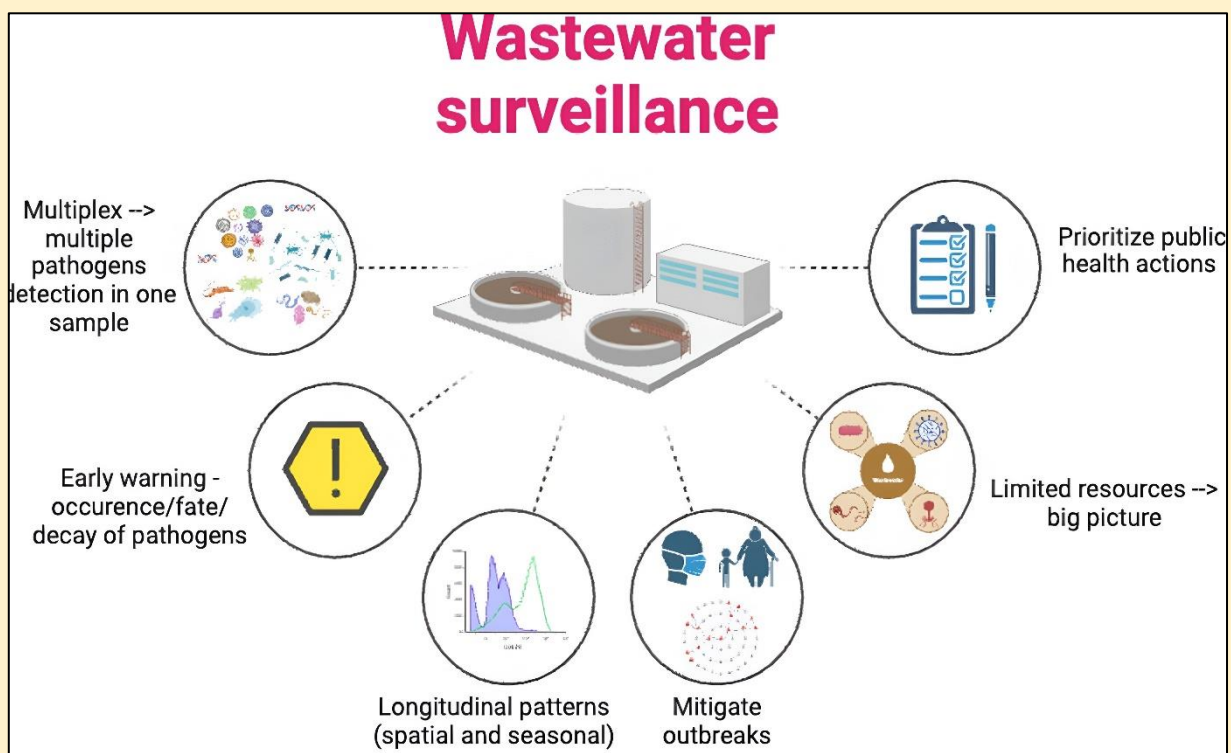 Wastewater
surveillance
Multiplex -->
multiple
pathogens
detection in one
sample
Prioritize public
health actions
Early warning -
occurence/fate/
decay of pathogens
Limited resources -->
big picture
Longitudinal patterns
(spatial and seasonal)
Mitigate
outbreaks